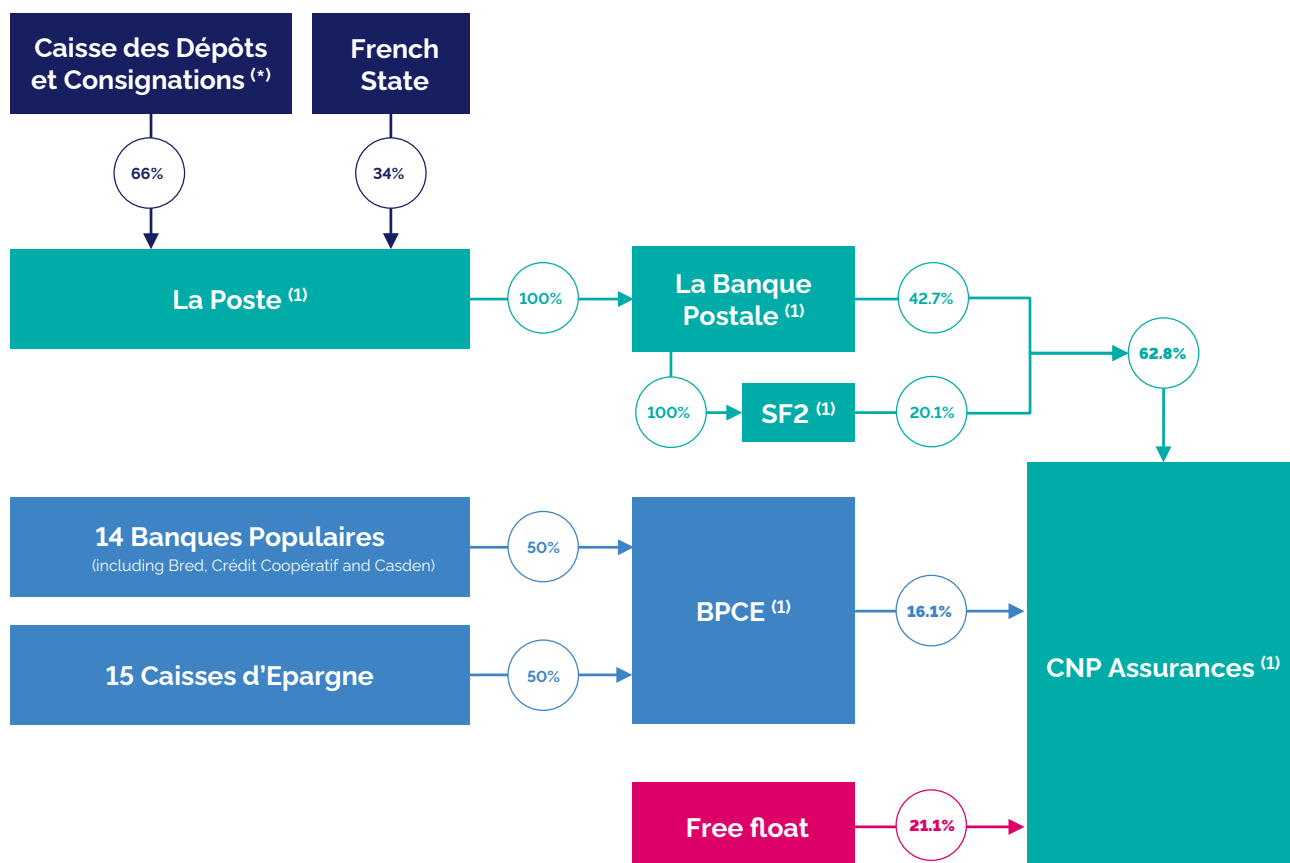 Caisse des Dépôts
et Consignations (*)
French
State
66%
34%
La Poste (1)
100%
La Banque
Postale (1)
42.7%
62.8%
100%
SF2 (1)
20.1%
14 Banques Populaires
(including Bred, Crédit Coopératif and Casden)
50%
BPCE (1)
16.1%
15 Caisses d'Epargne
50%
CNP Assurances (1)
Free float
21.1%